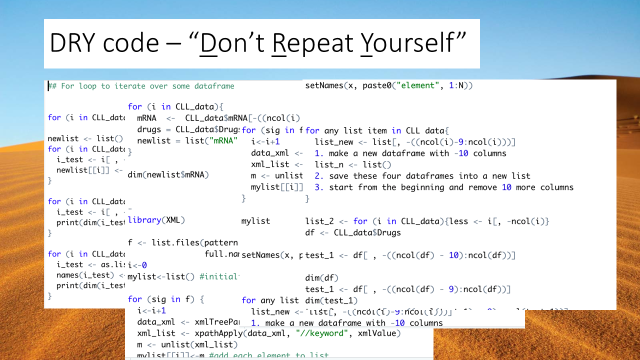 DRY code – “Don’t Repeat Yourself”
## For loop to iterate over some dataframe
for (i in CLL_data
newlist <- list()
for (i in CLL_data
i_test <- i[ , -
newlist[[i]] <-
}
for (i in CLL_data
i_test <- i[ , -
print(dim(i_test
}
for (i in CLL_data
i_test <- as.li
names(i_test) <-
print(dim(i_test
}
for (i in CLL_data){
mRNA <- CLL_data$mRNA[-((ncol(i)
drugs = CLL_data$Drugs
newlist = list("mRNA"
}
dim(newlist$mRNA)
library(XML)
f <- list.files(pattern
full.na
i<-0
mylist<-list() #initial
for (sig in f) {
i<-i+1
data_xml <- xmlTreePa
xml_list <- xpathApply(data_xml, "//keyword", xmlValue)
m <- unlist(xml_list)
mylist[[i]]<-m #add each element to list
for (sig in f
i<-i+1
data_xml <-
xml_list <-
m <- unlist
mylist[[i]]
}
mylist
setNames(x, p
for any list
list_new <- list[, -((ncol(i)-9:ncol(i)))]
1. make a new dataframe with -10 columns
setNames(x, paste0("element", 1:N))
for any list item in CLL data{
list_new <- list[, -((ncol(i)-9:ncol(i)))]
1. make a new dataframe with -10 columns
list_n <- list()
2. save these four dataframes into a new list
3. start from the beginning and remove 10 more columns
}
list_2 <- for (i in CLL_data){less <- i[, -ncol(i)}
df <- CLL_data$Drugs
test_1 <- df[ , -((ncol(df) - 10):ncol(df))]
dim(df)
test_1 <- df[ , -((ncol(df) - 9):ncol(df))]
dim(test_1)